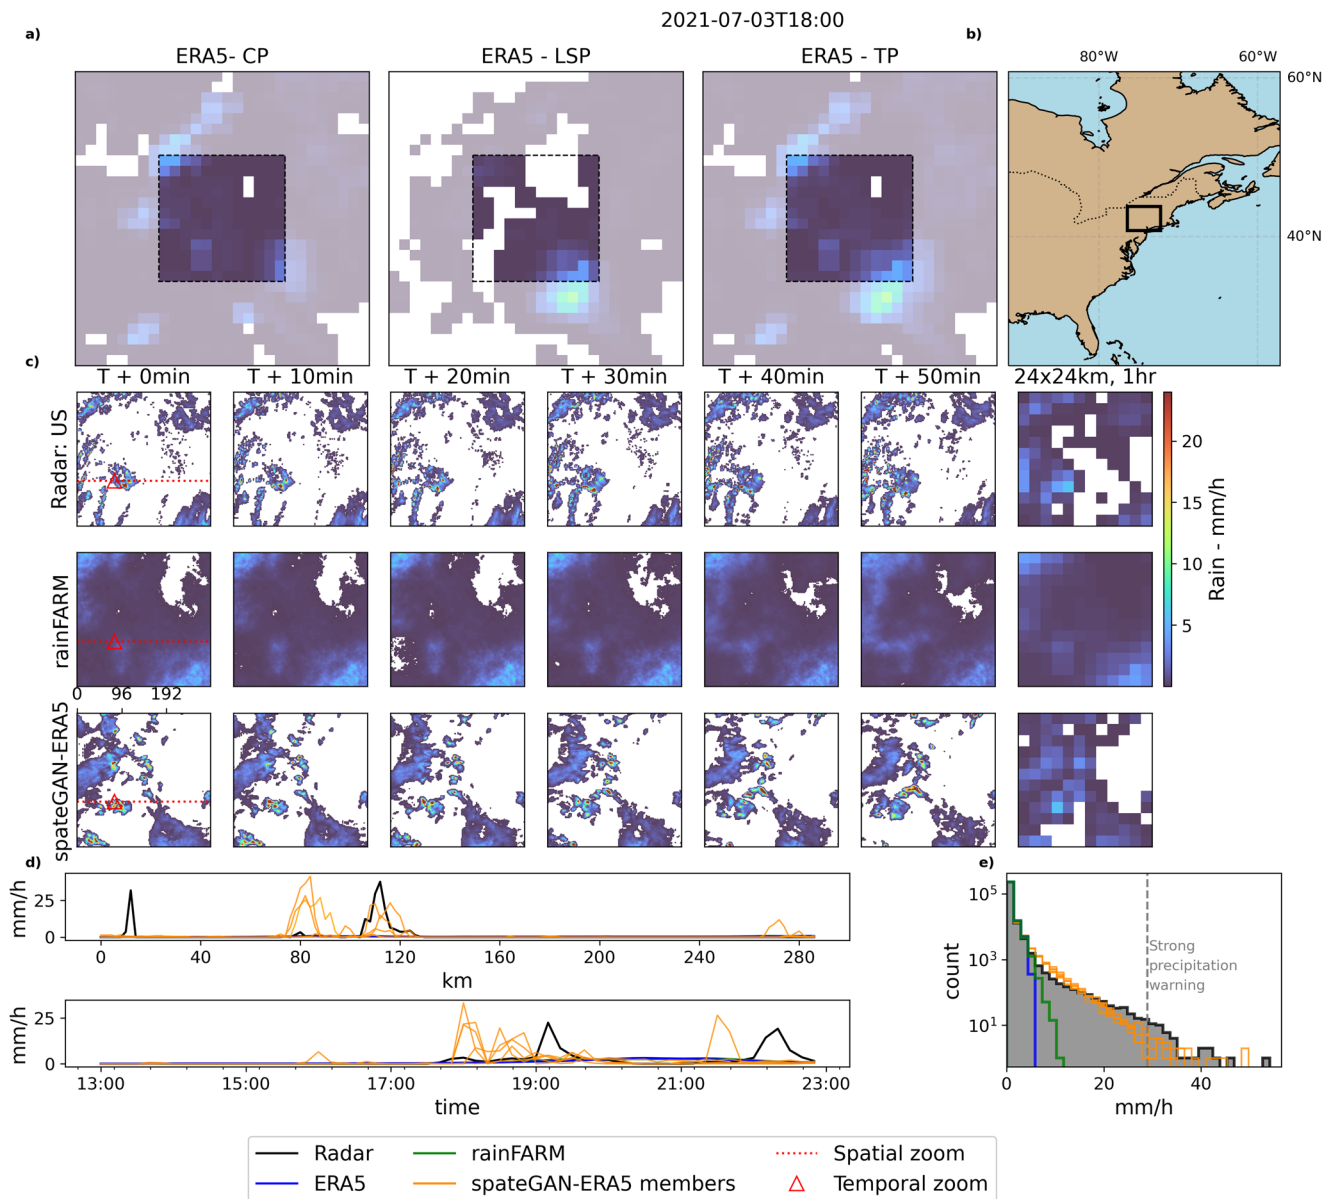 2021-07-03T18:00
a)
b)
ERA5- CP
ERA5 - LSP
ERA5 - TP
80°W
60°W
60°N
40°N
c)
T + 0min
T + 10min
T + 20min
T + 30min
T + 40min
T + 50min
24x24km, 1hr
Radar: US
rainFARM
0
96
192
spateGAN-ERA5
20
15
10
5
Rain - mm/h
d)
mm/h
25
0
0
40
80
120
160
200
240
280
km
mm/h
25
0
13:00
15:00
17:00
19:00
21:00
23:00
time
e)
count
10⁵
10³
10¹
Strong
precipitation
warning
0
20
40
mm/h
Radar
rainFARM
Spatial zoom
ERA5
spateGAN-ERA5 members
Temporal zoom